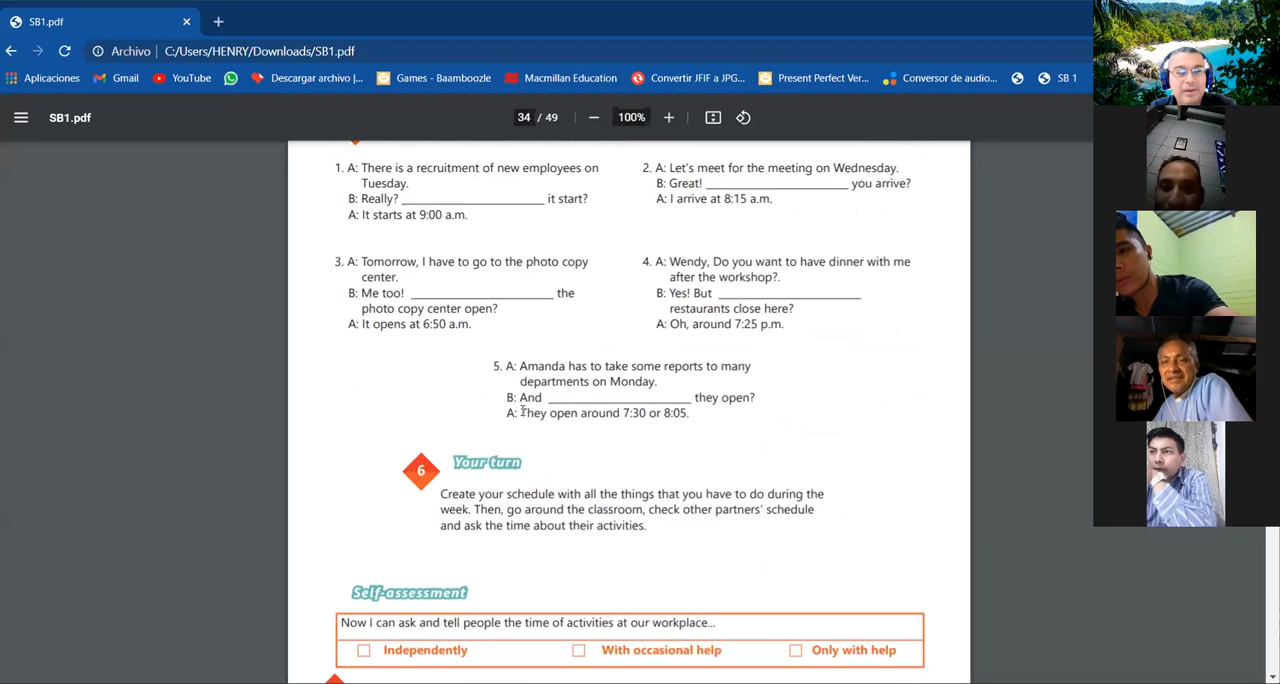 SB1.pdf
Archivo C:/Users/HENRY/Downloads/SB1.pdf
Aplicaciones Gmail YouTube Descargar archivo |... Games - Baamboozle Macmillan Education Convertir JFIF a JPG... Present Perfect Ver... Conversor de audio... SB 1
SB1.pdf 34 / 49 100%
1. A: There is a recruitment of new employees on
Tuesday.
B: Really? ____________________ it start?
A: It starts at 9:00 a.m.
2. A: Let's meet for the meeting on Wednesday.
B: Great! ____________________ you arrive?
A: I arrive at 8:15 a.m.
3. A: Tomorrow, I have to go to the photo copy
center.
B: Me too! ____________________ the
photo copy center open?
A: It opens at 6:50 a.m.
4. A: Wendy, Do you want to have dinner with me
after the workshop?.
B: Yes! But ____________________
restaurants close here?
A: Oh, around 7:25 p.m.
5. A: Amanda has to take some reports to many
departments on Monday.
B: And ____________________ they open?
A: They open around 7:30 or 8:05.
6 Your turn
Create your schedule with all the things that you have to do during the
week. Then, go around the classroom, check other partners' schedule
and ask the time about their activities.
Self-assessment
Now I can ask and tell people the time of activities at our workplace...
Independently With occasional help Only with help